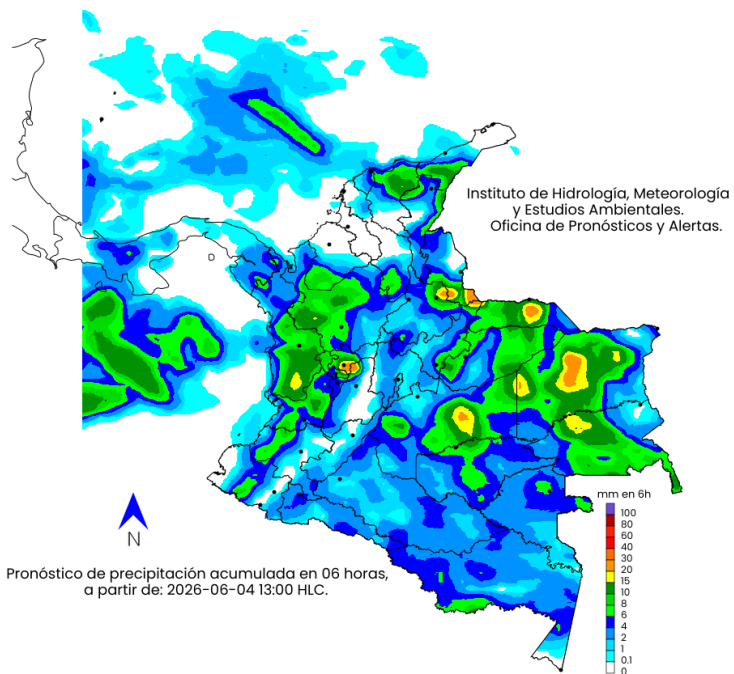 Instituto de Hidrología, Meteorología
y Estudios Ambientales.
Oficina de Pronósticos y Alertas.
mm en 6h
100
80
60
40
30
20
15
10
8
6
4
2
1
0.1
0
N
Pronóstico de precipitación acumulada en 06 horas,
a partir de: 2026-06-04 13:00 HLC.